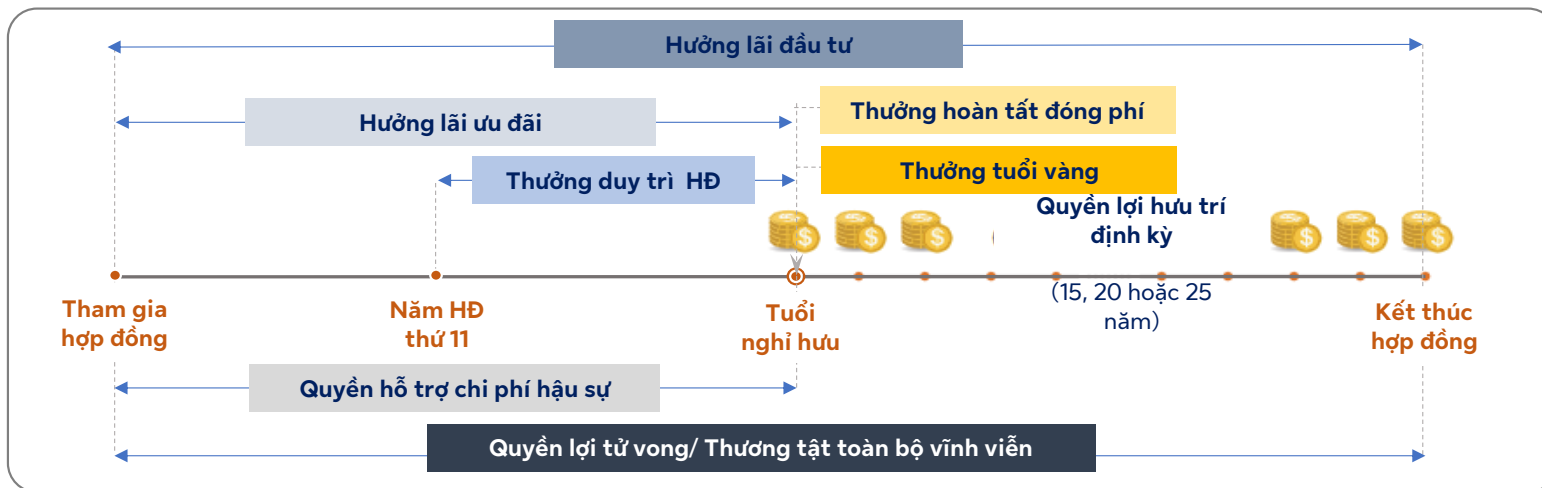 Hưởng lãi đầu tư
Hưởng lãi ưu đãi
Thưởng hoàn tất đóng phí
Thưởng duy trì HĐ
Thưởng tuổi vàng
Quyền lợi hưu trí
định kỳ
(15, 20 hoặc 25
năm)
Tham gia
hợp đồng
Năm HĐ
thứ 11
Tuổi
nghỉ hưu
Kết thúc
hợp đồng
Quyền hỗ trợ chi phí hậu sự
Quyền lợi tử vong/ Thương tật toàn bộ vĩnh viễn